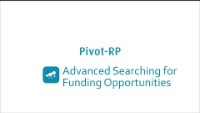 Pivot-RP
Advanced Searching for
Funding Opportunities